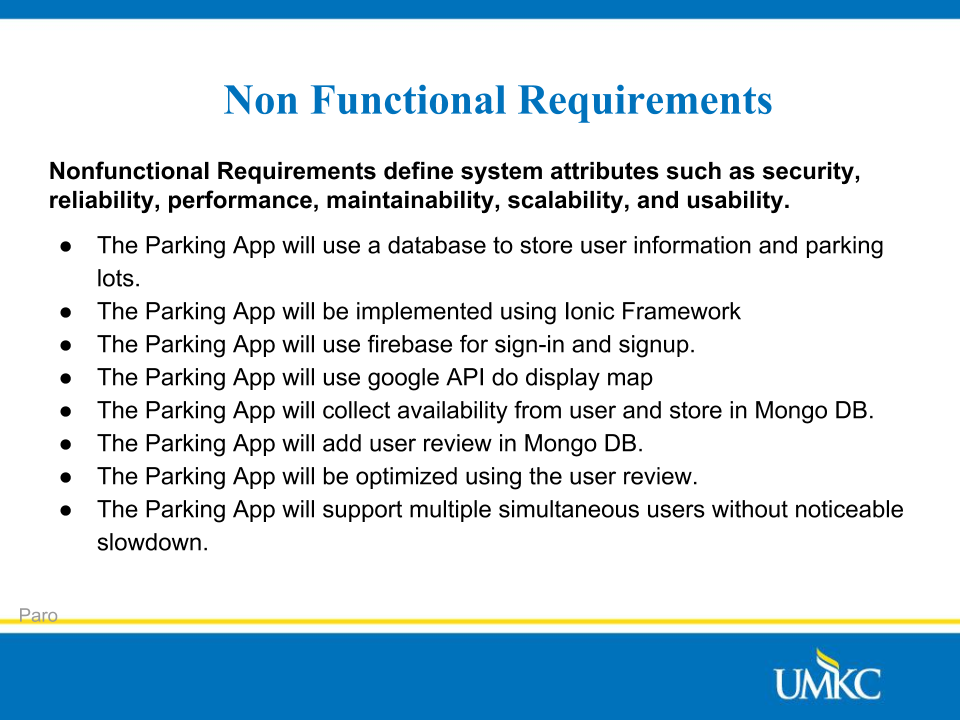 Non Functional Requirements
Nonfunctional Requirements define system attributes such as security,
reliability, performance, maintainability, scalability, and usability.
● The Parking App will use a database to store user information and parking
lots.
● The Parking App will be implemented using Ionic Framework
● The Parking App will use firebase for sign-in and signup.
● The Parking App will use google API do display map
● The Parking App will collect availability from user and store in Mongo DB.
● The Parking App will add user review in Mongo DB.
● The Parking App will be optimized using the user review.
● The Parking App will support multiple simultaneous users without noticeable
slowdown.
Paro
UMKC